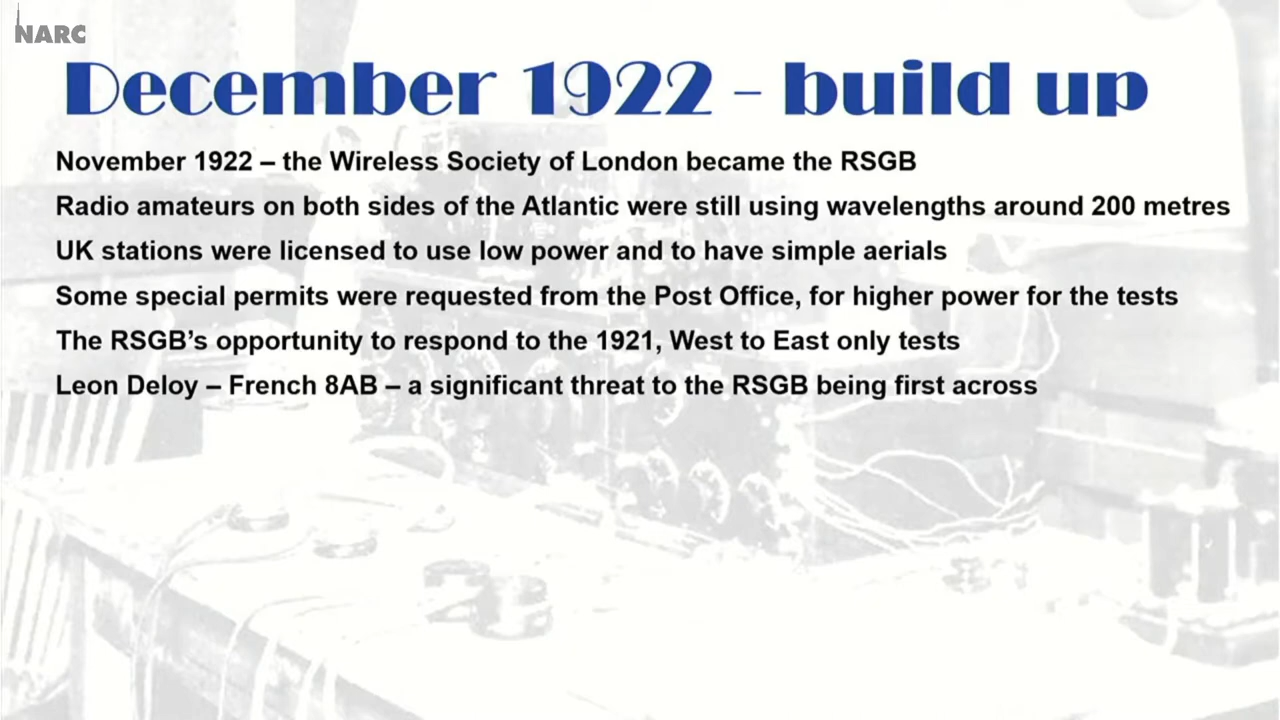 NARC
December 1922 - build up
November 1922 – the Wireless Society of London became the RSGB
Radio amateurs on both sides of the Atlantic were still using wavelengths around 200 metres
UK stations were licensed to use low power and to have simple aerials
Some special permits were requested from the Post Office, for higher power for the tests
The RSGB’s opportunity to respond to the 1921, West to East only tests
Leon Deloy – French 8AB – a significant threat to the RSGB being first across